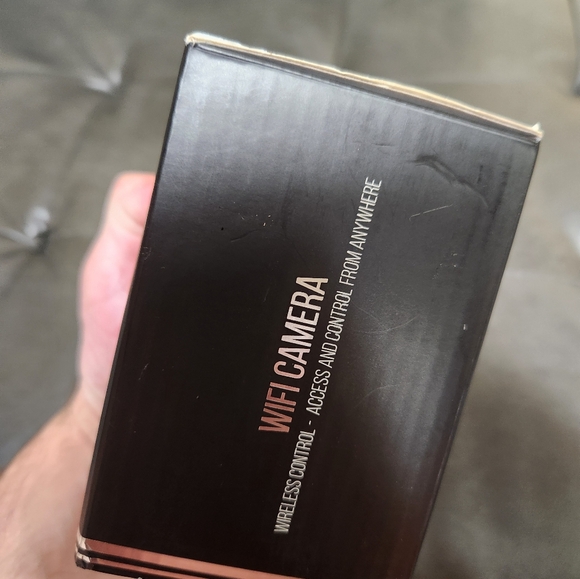 WIFI CAMERA
WIRELESS CONTROL - ACCESS AND CONTROL FROM ANYWHERE